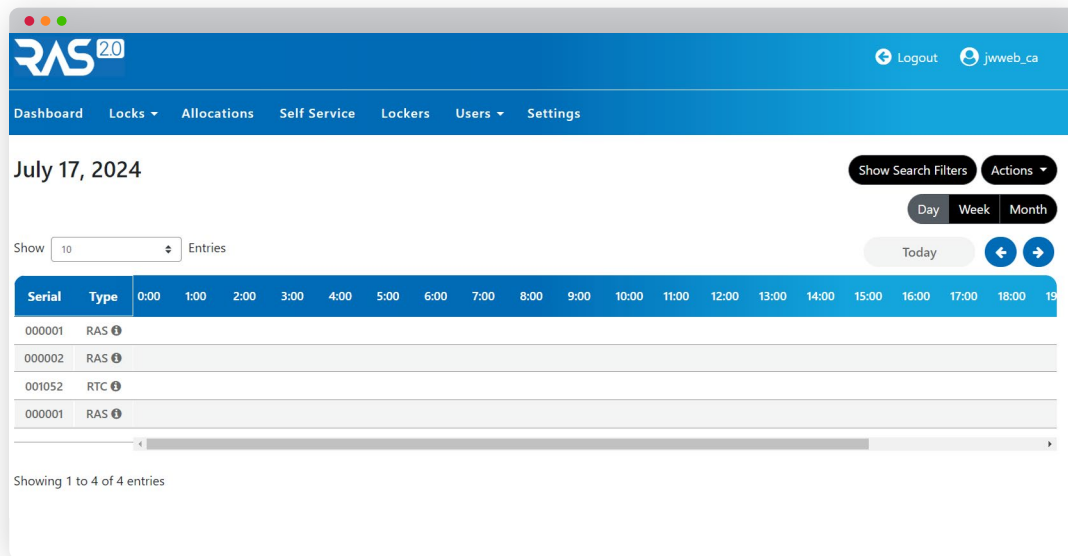 RAS 2.0
Logout jwweb_ca
Dashboard Locks Allocations Self Service Lockers Users Settings
July 17, 2024
Show Search Filters Actions
Day Week Month
Show 10 Entries
Today
Serial Type 0:00 1:00 2:00 3:00 4:00 5:00 6:00 7:00 8:00 9:00 10:00 11:00 12:00 13:00 14:00 15:00 16:00 17:00 18:00 19
000001 RAS
000002 RAS
001052 RTC
000001 RAS
Showing 1 to 4 of 4 entries